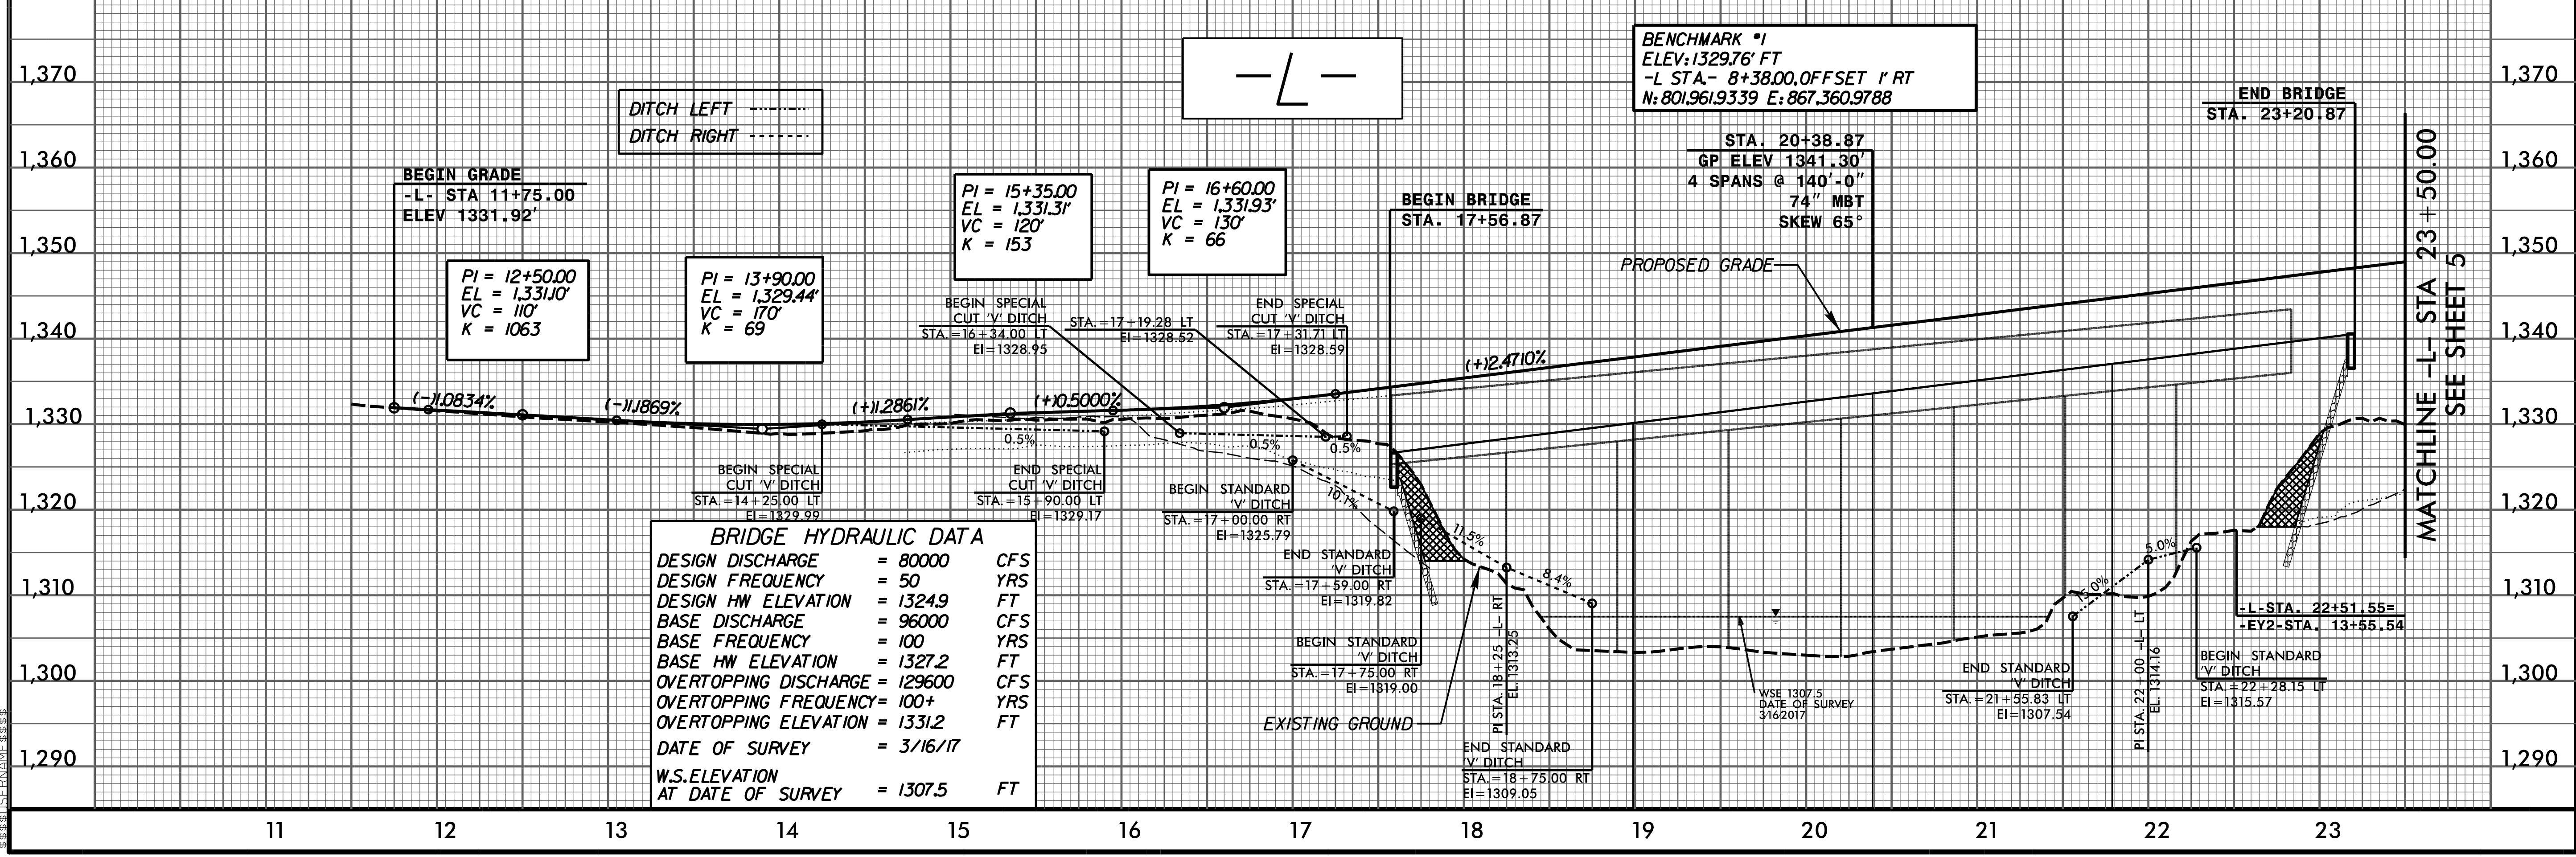 1,370
1,360
1,350
1,340
1,330
1,320
1,310
1,300
1,290
DITCH LEFT
DITCH RIGHT
-L-
BENCHMARK #1
ELEV:1329.76' FT
-L STA.- 8+38.00,OFFSET 1' RT
N:801,961.9339 E:867,360.9788
BEGIN GRADE
-L- STA 11+75.00
ELEV 1331.92'
PI = 12+50.00
EL = 1,331.10'
VC = 110'
K = 1063
PI = 13+90.00
EL = 1,329.44'
VC = 170'
K = 69
PI = 15+35.00
EL = 1,331.31'
VC = 120'
K = 153
PI = 16+60.00
EL = 1,331.93'
VC = 130'
K = 66
BEGIN BRIDGE
STA. 17+56.87
STA. 20+38.87
GP ELEV 1341.30'
4 SPANS @ 140'-0"
74" MBT
SKEW 65°
END BRIDGE
STA. 23+20.87
MATCHLINE -L- STA 23+50.00
SEE SHEET 5
PROPOSED GRADE
BEGIN SPECIAL
CUT 'V' DITCH
STA.=16+34.00 LT
El=1328.95
STA.=17+19.28 LT
El=1328.52
END SPECIAL
CUT 'V' DITCH
STA.=17+31.71 LT
El=1328.59
(-)1.0834%
(-)1.1869%
(+)1.2861%
(+)0.5000%
(+)2.4710%
0.5%
0.5%
0.5%
10.1%
11.5%
8.4%
15.0%
5.0%
BEGIN SPECIAL
CUT 'V' DITCH
STA.=14+25.00 LT
El=1329.99
END SPECIAL
CUT 'V' DITCH
STA.=15+90.00 LT
El=1329.17
BEGIN STANDARD
'V' DITCH
STA.=17+00.00 RT
El=1325.79
END STANDARD
'V' DITCH
STA.=17+59.00 RT
El=1319.82
BEGIN STANDARD
'V' DITCH
STA.=17+75.00 RT
El=1319.00
EXISTING GROUND
PI STA. 18+25 -L- RT
EL. 1313.25
END STANDARD
'V' DITCH
STA.=18+75.00 RT
El=1309.05
WSE 1307.5
DATE OF SURVEY
3/16/2017
END STANDARD
'V' DITCH
STA.=21+55.83 LT
El=1307.54
PI STA. 22+00 -L- LT
EL. 1314.16
BEGIN STANDARD
'V' DITCH
STA.=22+28.15 LT
El=1315.57
-L-STA. 22+51.55=
-EY2-STA. 13+55.54
BRIDGE HYDRAULIC DATA
DESIGN DISCHARGE = 80000 CFS
DESIGN FREQUENCY = 50 YRS
DESIGN HW ELEVATION = 1324.9 FT
BASE DISCHARGE = 96000 CFS
BASE FREQUENCY = 100 YRS
BASE HW ELEVATION = 1327.2 FT
OVERTOPPING DISCHARGE = 129600 CFS
OVERTOPPING FREQUENCY= 100+ YRS
OVERTOPPING ELEVATION = 1331.2 FT
DATE OF SURVEY = 3/16/17
W.S.ELEVATION
AT DATE OF SURVEY = 1307.5 FT
1,370
1,360
1,350
1,340
1,330
1,320
1,310
1,300
1,290
11 12 13 14 15 16 17 18 19 20 21 22 23